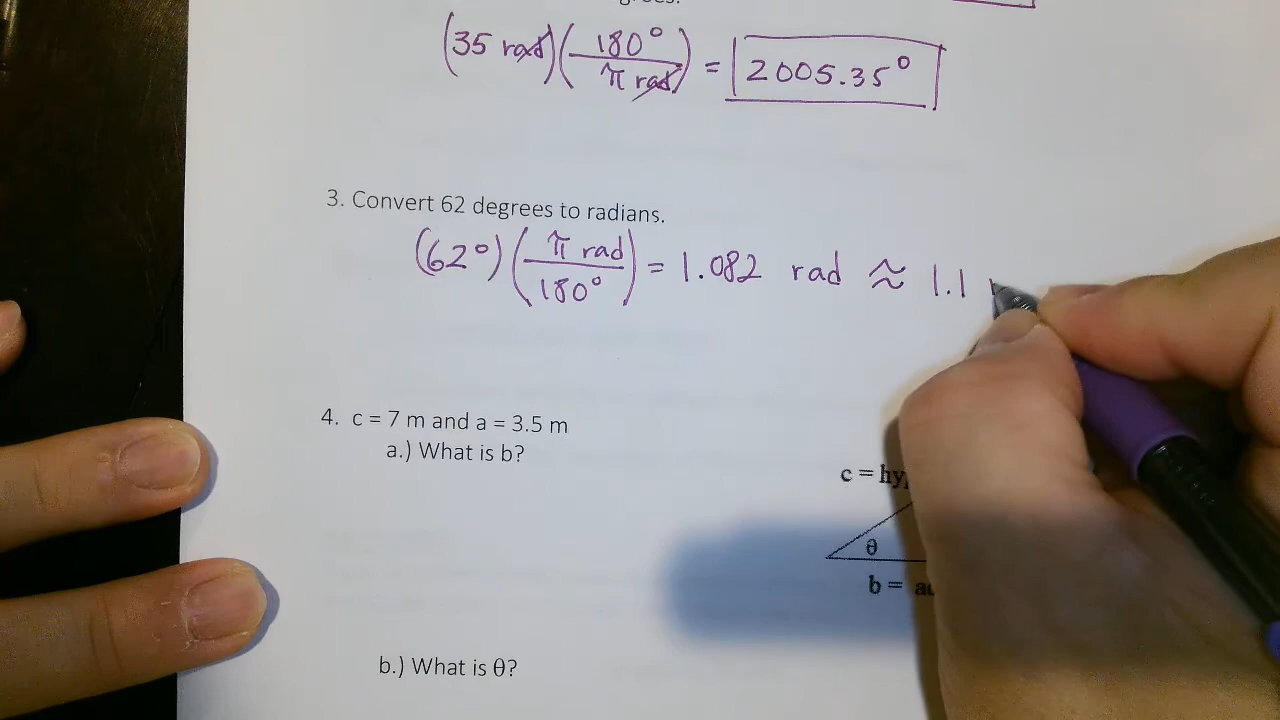 (35 rad)(180° / π rad) = 2005.35°
3. Convert 62 degrees to radians.
(62°)(π rad / 180°) = 1.082 rad ≈ 1.1
4. c = 7 m and a = 3.5 m
a.) What is b?
c =
θ
b =
b.) What is θ?